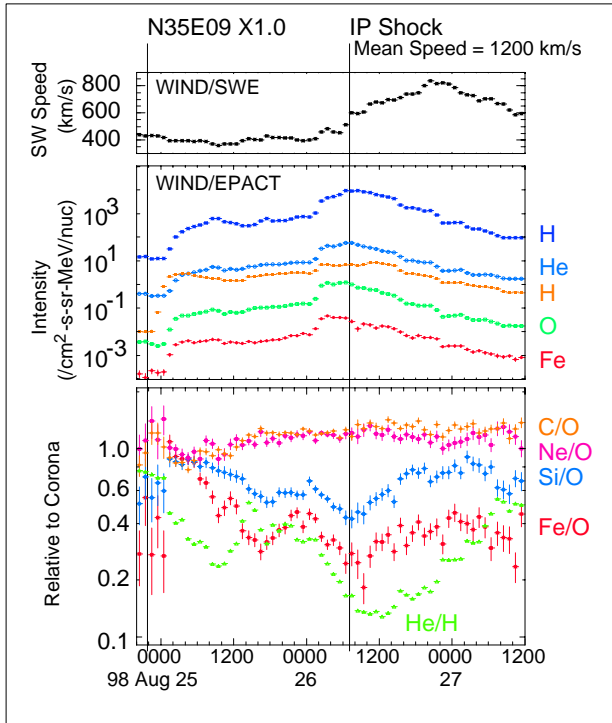 N35E09 X1.0 IP Shock
Mean Speed = 1200 km/s
WIND/SWE
SW Speed
(km/s)
800
600
400
WIND/EPACT
Intensity
(/cm²-s-sr-MeV/nuc)
10³
10¹
10⁻¹
10⁻³
H
He
H
O
Fe
Relative to Corona
1.0
0.6
0.4
0.2
0.1
C/O
Ne/O
Si/O
Fe/O
He/H
0000 1200 0000 1200 0000 1200
98 Aug 25 26 27